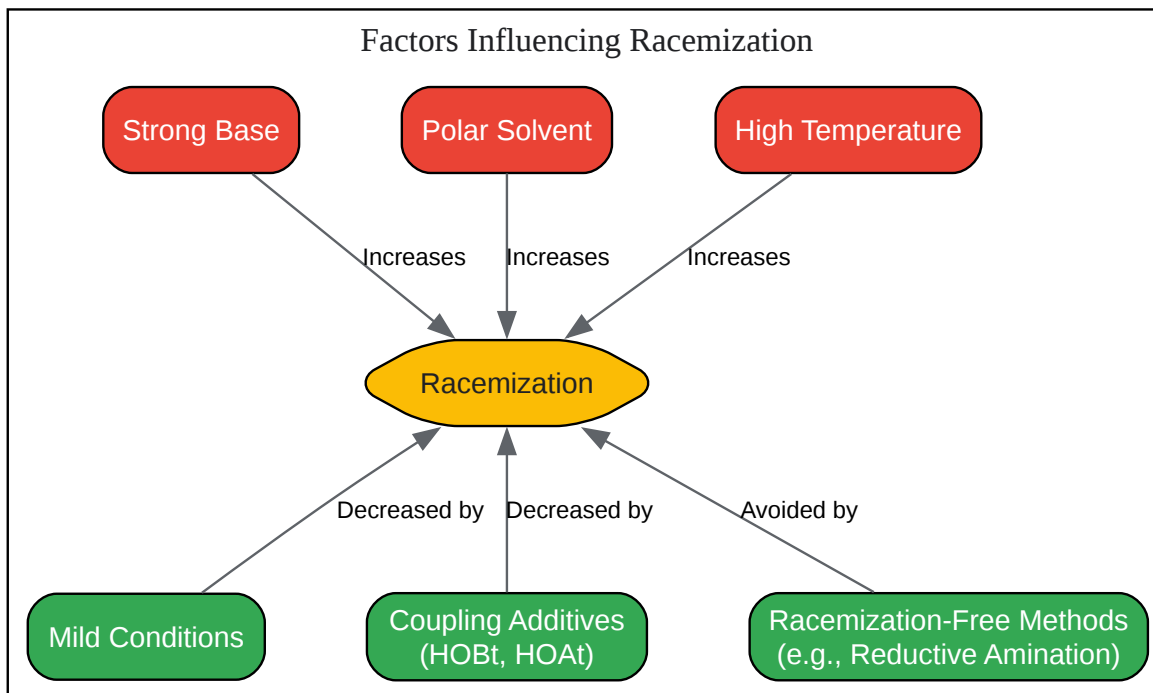 Factors Influencing Racemization
Strong Base
Polar Solvent
High Temperature
Increases
Increases
Increases
Racemization
Decreased by
Decreased by
Avoided by
Mild Conditions
Coupling Additives
(HOBt, HOAt)
Racemization-Free Methods
(e.g., Reductive Amination)